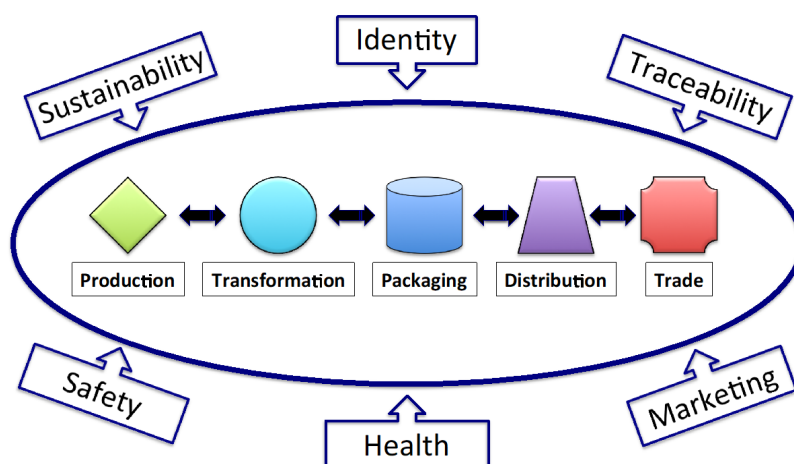 Sustainability
Identity
Traceability
Production
Transformation
Packaging
Distribution
Trade
Safety
Health
Marketing